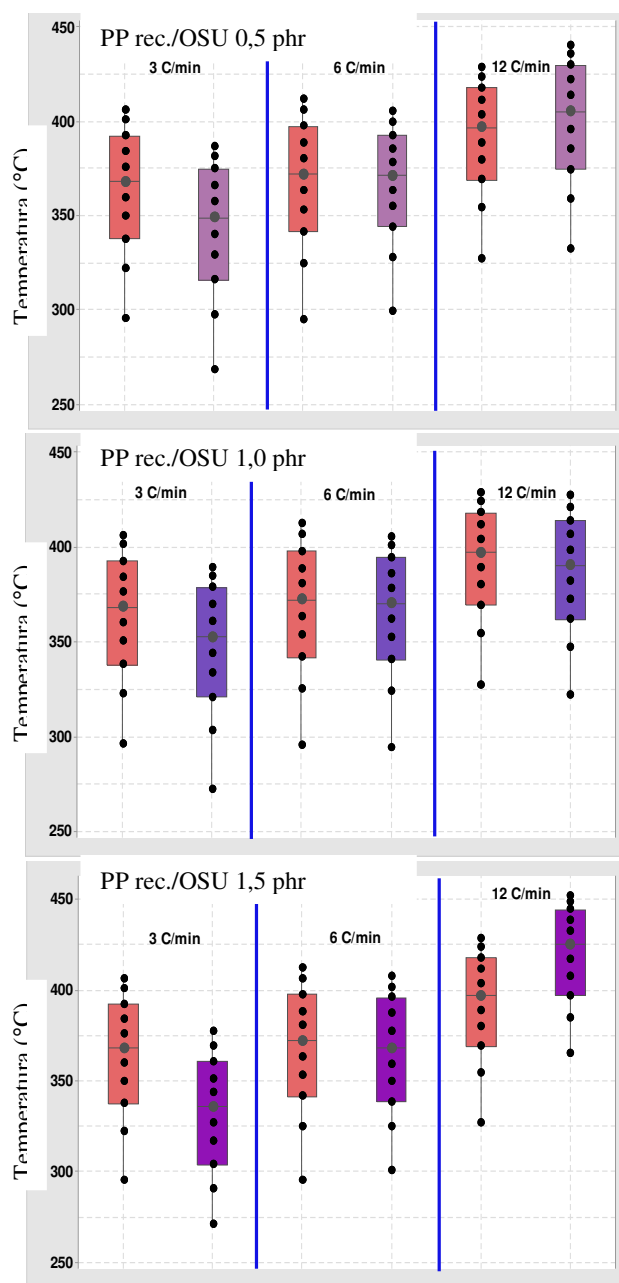 PP rec./OSU 0,5 phr
3 C/min
6 C/min
12 C/min
450
400
350
300
250
Temperatura (°C)
PP rec./OSU 1,0 phr
3 C/min
6 C/min
12 C/min
450
400
350
300
250
Temperatura (°C)
PP rec./OSU 1,5 phr
3 C/min
6 C/min
12 C/min
450
400
350
300
250
Temperatura (°C)